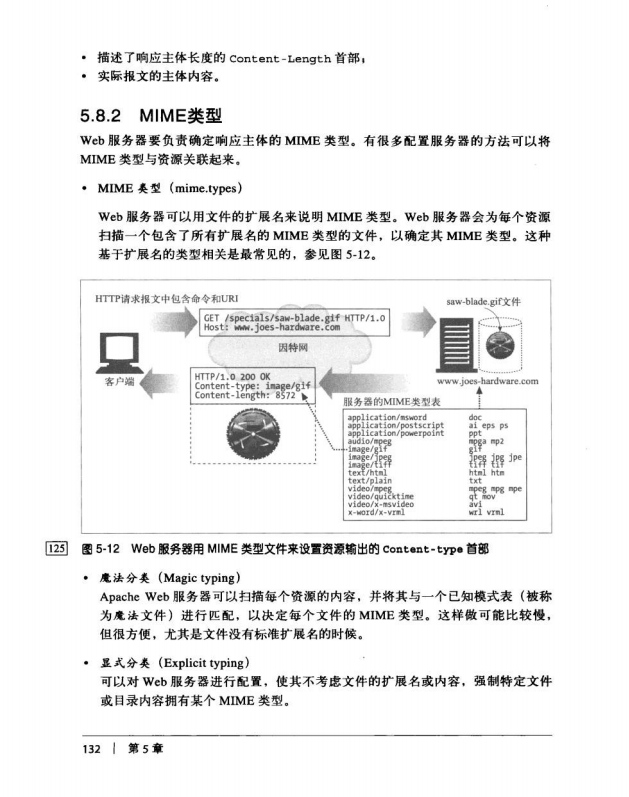 • 描述了响应主体长度的 Content-Length 首部；
• 实际报文的主体内容。
5.8.2 MIME类型
Web 服务器要负责确定响应主体的 MIME 类型。有很多配置服务器的方法可以将
MIME 类型与资源关联起来。
• MIME 类型（mime.types）
Web 服务器可以用文件的扩展名来说明 MIME 类型。Web 服务器会为每个资源
扫描一个包含了所有扩展名的 MIME 类型的文件，以确定其 MIME 类型。这种
基于扩展名的类型相关是最常见的，参见图 5-12。
HTTP请求报文中包含命令和URI
saw-blade.gif文件
GET /specials/saw-blade.gif HTTP/1.0
Host: www.joes-hardware.com
因特网
客户端
www.joes-hardware.com
HTTP/1.0 200 OK
Content-type: image/gif
Content-length: 8572
服务器的MIME类型表
application/msword doc
application/postscript ai eps ps
application/powerpoint ppt
audio/mpeg mpga mp2
image/gif gif
image/jpeg jpeg jpg jpe
image/tiff tiff tif
text/html html htm
text/plain txt
video/mpeg mpeg mpg mpe
video/quicktime qt mov
video/x-msvideo avi
x-word/x-vrml wrl vrml
125
图 5-12 Web 服务器用 MIME 类型文件来设置资源输出的 Content-type 首部
• 魔法分类（Magic typing）
Apache Web 服务器可以扫描每个资源的内容，并将其与一个已知模式表（被称
为魔法文件）进行匹配，以决定每个文件的 MIME 类型。这样做可能比较慢，
但很方便，尤其是文件没有标准扩展名的时候。
• 显式分类（Explicit typing）
可以对 Web 服务器进行配置，使其不考虑文件的扩展名或内容，强制特定文件
或目录内容拥有某个 MIME 类型。
132 | 第 5 章